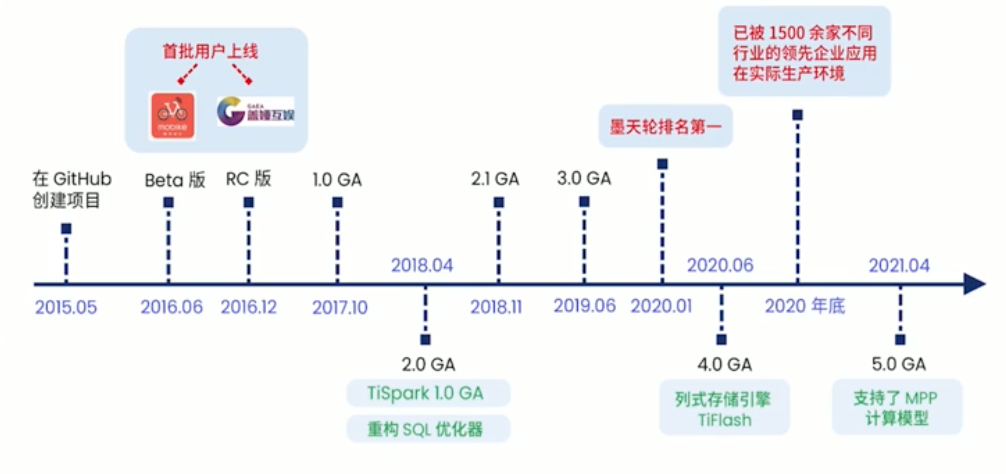 已被 1500 余家不同
行业的领先企业应用
在实际生产环境
首批用户上线
mobike
GAEA
盖娅互娱
墨天轮排名第一
在 GitHub
创建项目
Beta 版
RC 版
1.0 GA
2.1 GA
3.0 GA
2018.04
2020.06
2021.04
2015.05
2016.06
2016.12
2017.10
2018.11
2019.06
2020.01
2020 年底
2.0 GA
4.0 GA
5.0 GA
TiSpark 1.0 GA
重构 SQL 优化器
列式存储引擎
TiFlash
支持了 MPP
计算模型